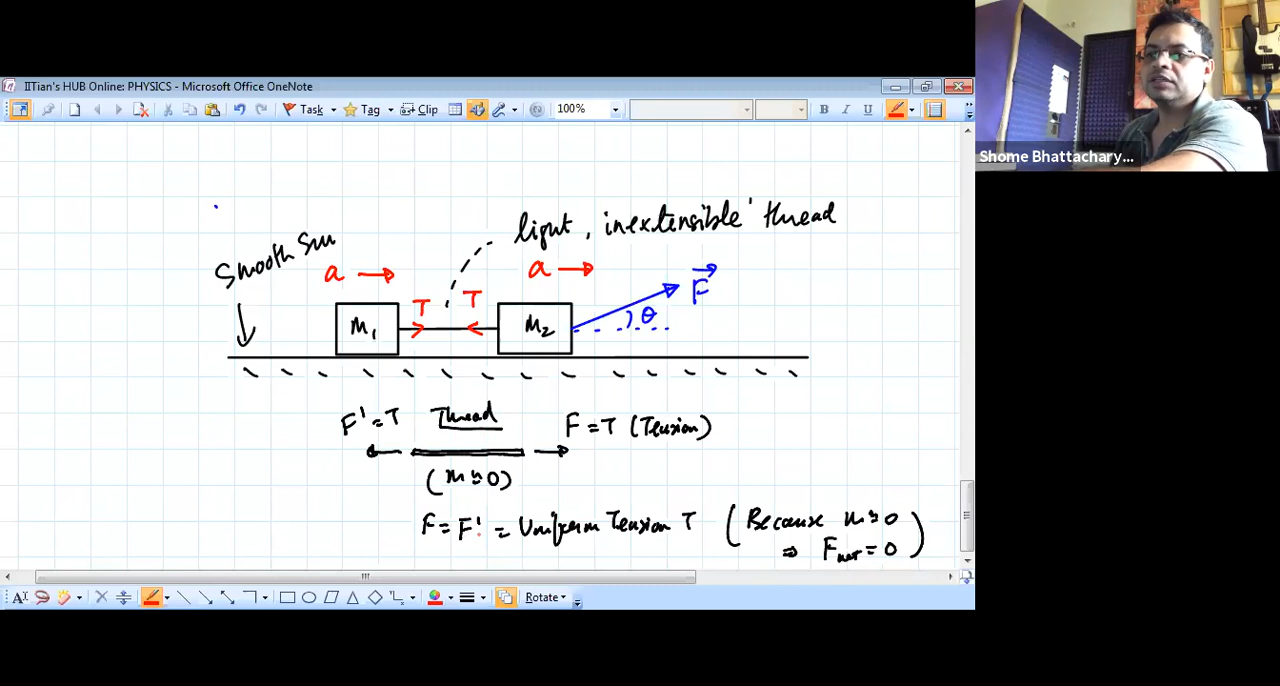 IITian's HUB Online: PHYSICS - Microsoft Office OneNote
Task Tag Clip 100% B I U
Shome Bhattachary...
light, inextensible thread
Smooth Sur
a → a →
F
T T
m1 m2 θ
F' = T Thread F = T (Tension)
(m ≈ 0)
F = F' = Uniform Tension T (Because m ≈ 0
⇒ Fnet = 0)
A Rotate